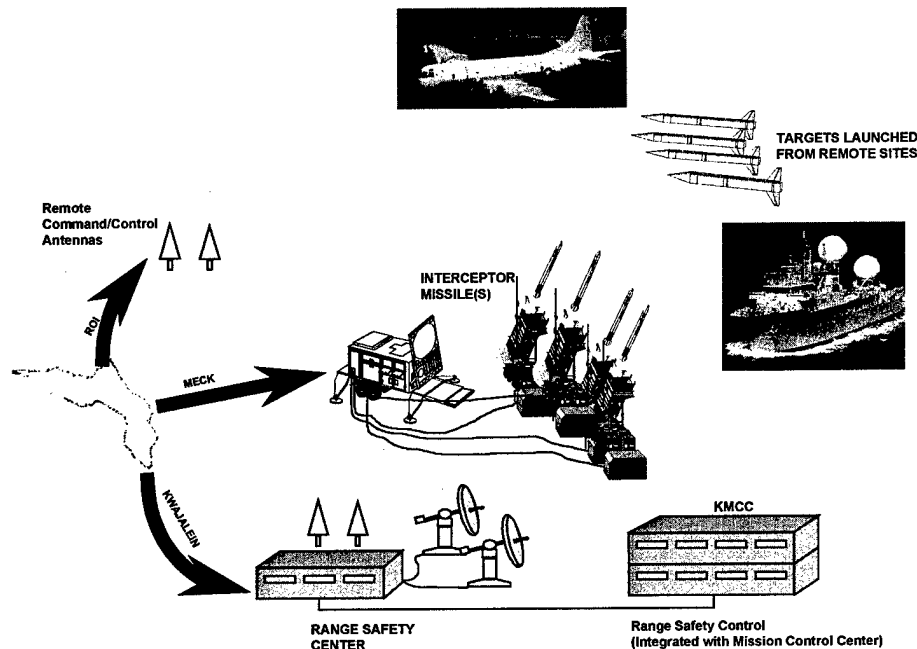 TARGETS LAUNCHED
FROM REMOTE SITES
Remote
Command/Control
Antennas
INTERCEPTOR
MISSILE(S)
ROI
MECK
KWAJALEIN
KMCC
RANGE SAFETY
CENTER
Range Safety Control
(Integrated with Mission Control Center)